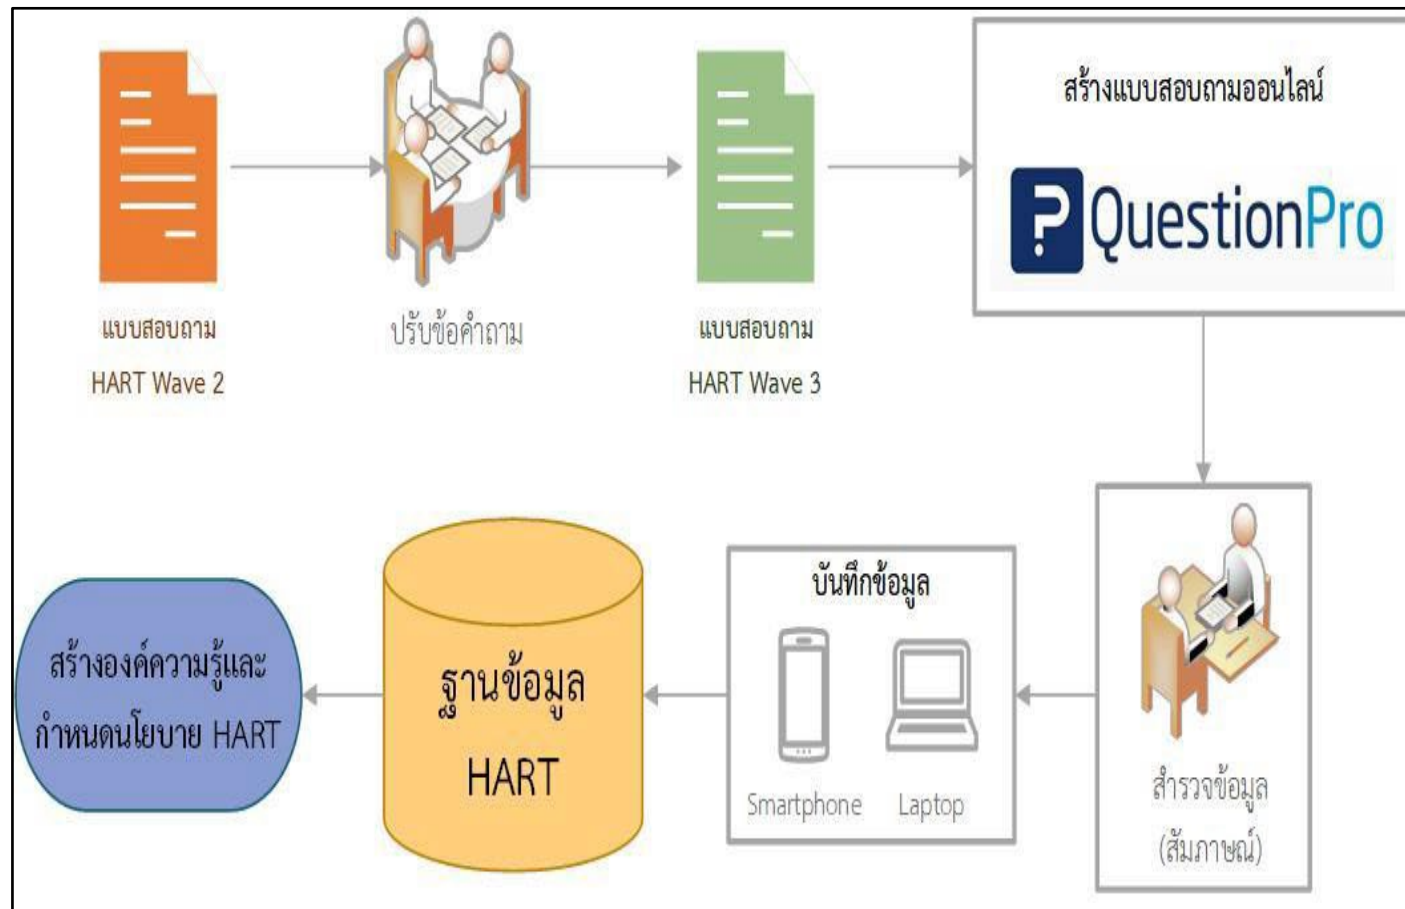 แบบสอบถาม
HART Wave 2
ปรับข้อคำถาม
แบบสอบถาม
HART Wave 3
สร้างแบบสอบถามออนไลน์
QuestionPro
สำรวจข้อมูล
(สัมภาษณ์)
บันทึกข้อมูล
Smartphone
Laptop
ฐานข้อมูล
HART
สร้างองค์ความรู้และ
กำหนดนโยบาย HART